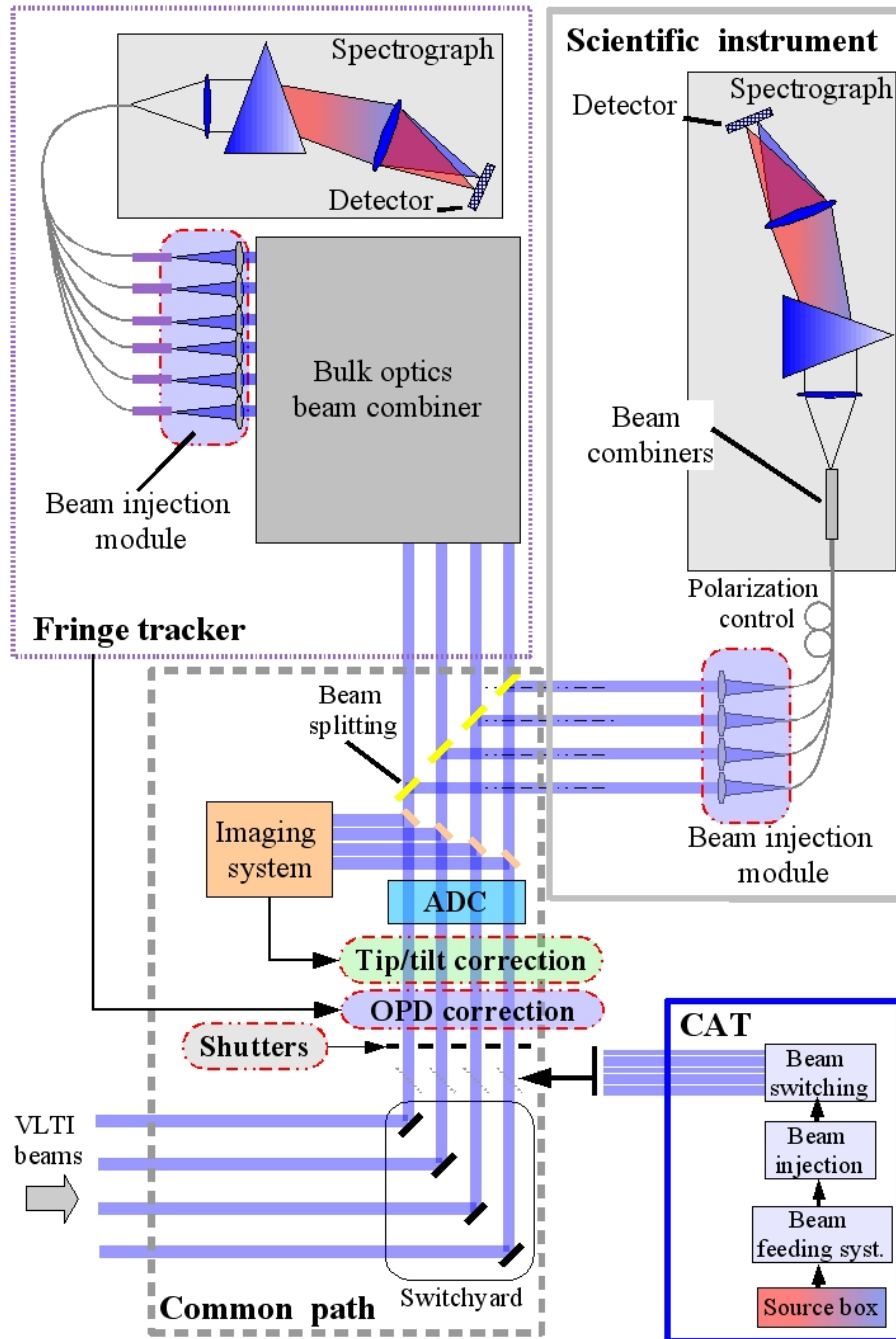 Spectrograph
Detector
Bulk optics
beam combiner
Beam injection
module
Fringe tracker
Scientific instrument
Spectrograph
Detector
Beam
combiners
Polarization
control
Beam injection
module
Beam
splitting
Imaging
system
ADC
Tip/tilt correction
OPD correction
Shutters
VLTI
beams
Switchyard
Common path
CAT
Beam
switching
Beam
injection
Beam
feeding syst.
Source box